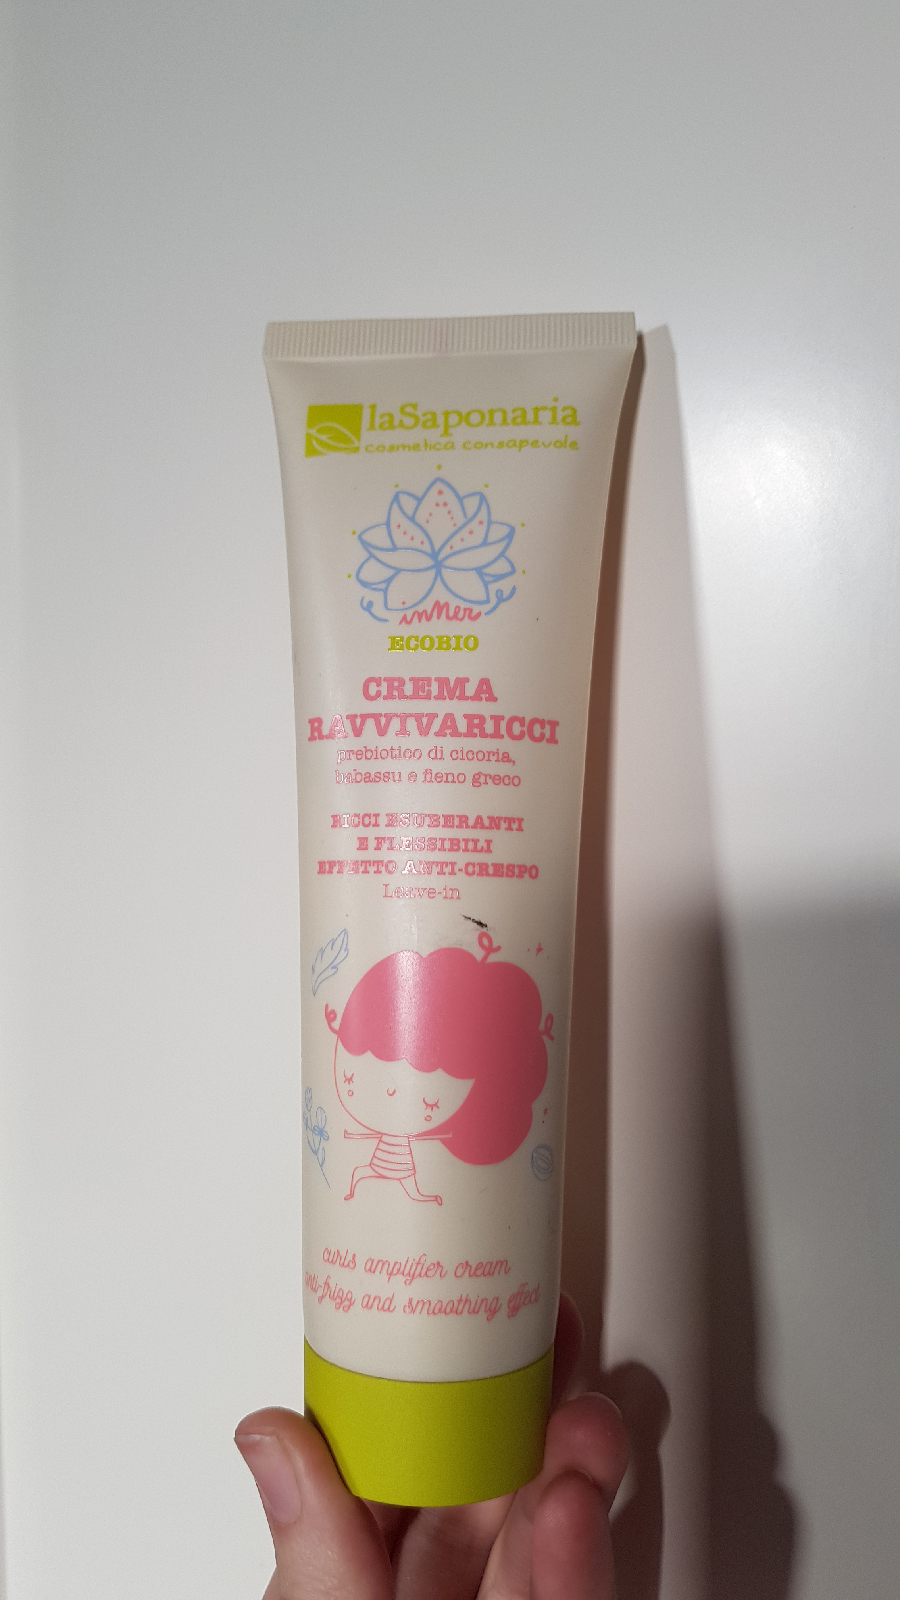 laSaponaria
cosmetica consapevole
inner
ECOBIO
CREMA
RAVVIVARICCI
prebiotico di cicoria,
babassu e fieno greco
RICCI ESUBERANTI
E FLESSIBILI
EFFETTO ANTI-CRESPO
Leave-in
curls amplifier cream
anti-frizz and smoothing effect